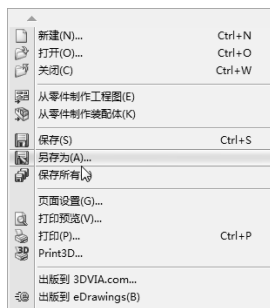 新建(N)... Ctrl+N
打开(O)... Ctrl+O
关闭(C) Ctrl+W
从零件制作工程图(E)
从零件制作装配体(K)
保存(S) Ctrl+S
另存为(A)...
保存所有(L)
页面设置(G)...
打印预览(V)...
打印(P)... Ctrl+P
Print3D...
出版到 3DVIA.com...
出版到 eDrawings(B)